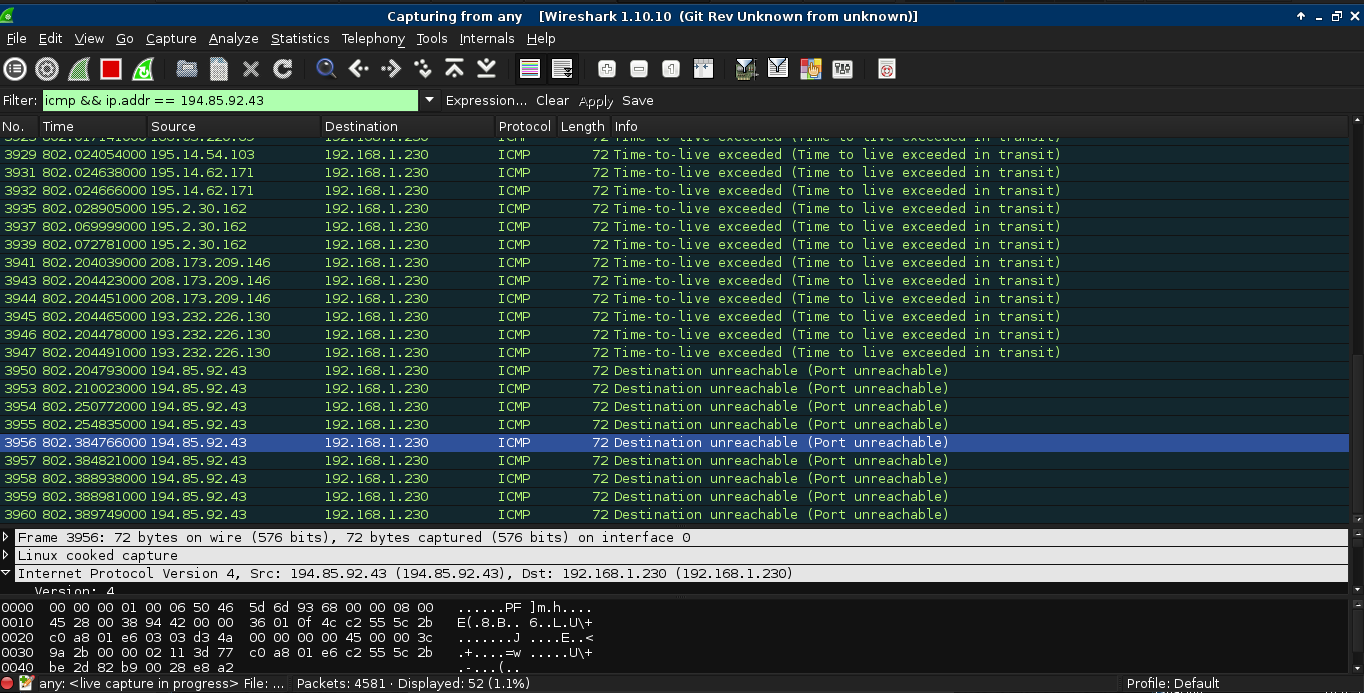 Capturing from any [Wireshark 1.10.10 (Git Rev Unknown from unknown)]
File Edit View Go Capture Analyze Statistics Telephony Tools Internals Help
Filter: icmp && ip.addr == 194.85.92.43 Expression... Clear Apply Save
No. Time Source Destination Protocol Length Info
3929 802.024054000 195.14.54.103 192.168.1.230 ICMP 72 Time-to-live exceeded (Time to live exceeded in transit)
3931 802.024638000 195.14.62.171 192.168.1.230 ICMP 72 Time-to-live exceeded (Time to live exceeded in transit)
3932 802.024666000 195.14.62.171 192.168.1.230 ICMP 72 Time-to-live exceeded (Time to live exceeded in transit)
3935 802.028905000 195.2.30.162 192.168.1.230 ICMP 72 Time-to-live exceeded (Time to live exceeded in transit)
3937 802.069999000 195.2.30.162 192.168.1.230 ICMP 72 Time-to-live exceeded (Time to live exceeded in transit)
3939 802.072781000 195.2.30.162 192.168.1.230 ICMP 72 Time-to-live exceeded (Time to live exceeded in transit)
3941 802.204039000 208.173.209.146 192.168.1.230 ICMP 72 Time-to-live exceeded (Time to live exceeded in transit)
3943 802.204423000 208.173.209.146 192.168.1.230 ICMP 72 Time-to-live exceeded (Time to live exceeded in transit)
3944 802.204451000 208.173.209.146 192.168.1.230 ICMP 72 Time-to-live exceeded (Time to live exceeded in transit)
3945 802.204465000 193.232.226.130 192.168.1.230 ICMP 72 Time-to-live exceeded (Time to live exceeded in transit)
3946 802.204478000 193.232.226.130 192.168.1.230 ICMP 72 Time-to-live exceeded (Time to live exceeded in transit)
3947 802.204491000 193.232.226.130 192.168.1.230 ICMP 72 Time-to-live exceeded (Time to live exceeded in transit)
3950 802.204793000 194.85.92.43 192.168.1.230 ICMP 72 Destination unreachable (Port unreachable)
3953 802.210023000 194.85.92.43 192.168.1.230 ICMP 72 Destination unreachable (Port unreachable)
3954 802.250772000 194.85.92.43 192.168.1.230 ICMP 72 Destination unreachable (Port unreachable)
3955 802.254835000 194.85.92.43 192.168.1.230 ICMP 72 Destination unreachable (Port unreachable)
3956 802.384766000 194.85.92.43 192.168.1.230 ICMP 72 Destination unreachable (Port unreachable)
3957 802.384821000 194.85.92.43 192.168.1.230 ICMP 72 Destination unreachable (Port unreachable)
3958 802.388938000 194.85.92.43 192.168.1.230 ICMP 72 Destination unreachable (Port unreachable)
3959 802.388981000 194.85.92.43 192.168.1.230 ICMP 72 Destination unreachable (Port unreachable)
3960 802.389749000 194.85.92.43 192.168.1.230 ICMP 72 Destination unreachable (Port unreachable)
Frame 3956: 72 bytes on wire (576 bits), 72 bytes captured (576 bits) on interface 0
Linux cooked capture
Internet Protocol Version 4, Src: 194.85.92.43 (194.85.92.43), Dst: 192.168.1.230 (192.168.1.230)
Version: 4
0000 00 00 00 01 00 06 50 46 5d 6d 93 68 00 00 08 00 ......PF ]m.h....
0010 45 28 00 38 94 42 00 00 36 01 0f 4c c2 55 5c 2b E(.8.B.. 6..L.U\+
0020 c0 a8 01 e6 03 03 d3 4a 00 00 00 00 45 00 00 3c .......J ....E..<
0030 9a 2b 00 00 02 11 3d 77 c0 a8 01 e6 c2 55 5c 2b .+....=w .....U\+
0040 be 2d 82 b9 00 28 e8 a2 .-...(..
any: <live capture in progress> File: ... Packets: 4581 · Displayed: 52 (1.1%) Profile: Default